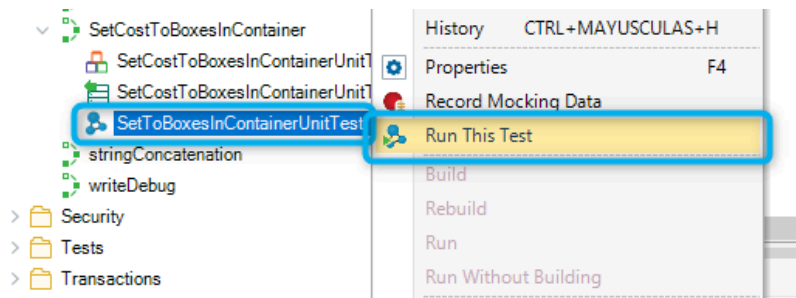 SetCostToBoxesInContainer
SetCostToBoxesInContainerUnitT
SetCostToBoxesInContainerUnitT
SetToBoxesInContainerUnitTest
stringConcatenation
writeDebug
Security
Tests
Transactions
History CTRL+MAYUSCULAS+H
Properties F4
Record Mocking Data
Run This Test
Build
Rebuild
Run
Run Without Building